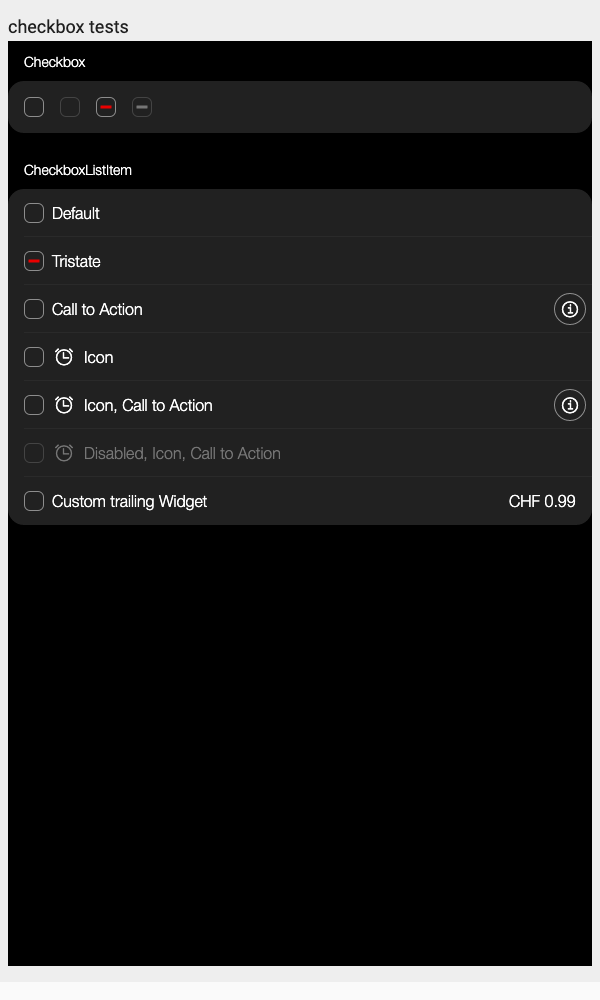 checkbox tests
Checkbox
CheckboxListItem
Default
Tristate
Call to Action
Icon
Icon, Call to Action
Disabled, Icon, Call to Action
Custom trailing Widget CHF 0.99